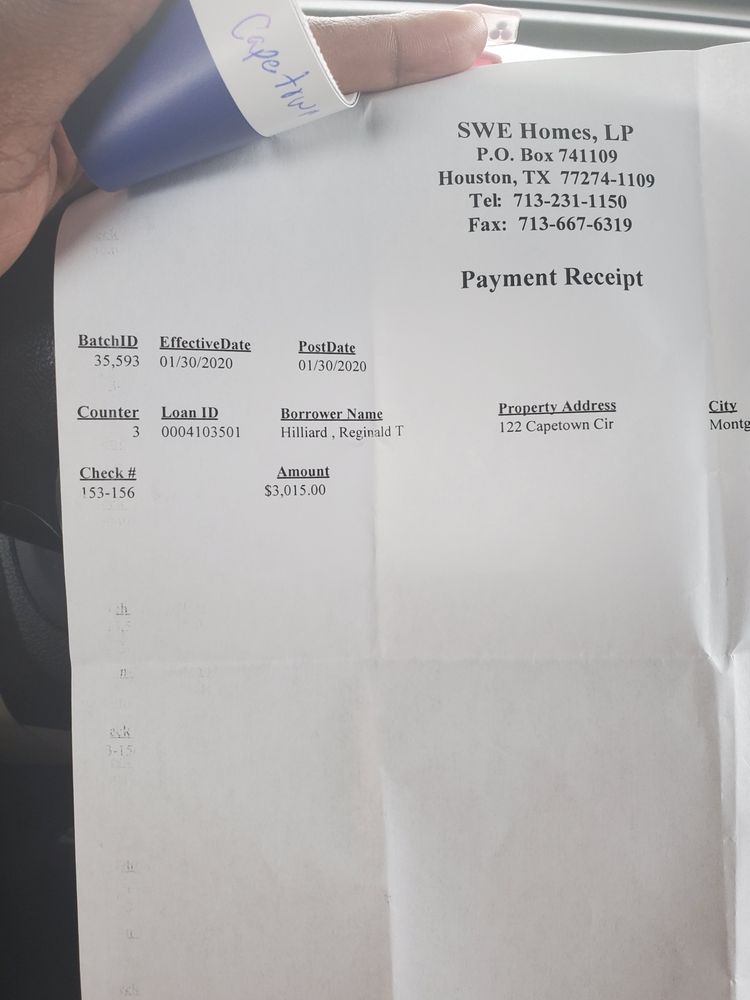 Capetown
SWE Homes, LP
P.O. Box 741109
Houston, TX 77274-1109
Tel: 713-231-1150
Fax: 713-667-6319
Payment Receipt
BatchID EffectiveDate PostDate
35,593 01/30/2020 01/30/2020
Counter Loan ID Borrower Name Property Address City
3 0004103501 Hilliard , Reginald T 122 Capetown Cir Montg
Check # Amount
153-156 $3,015.00